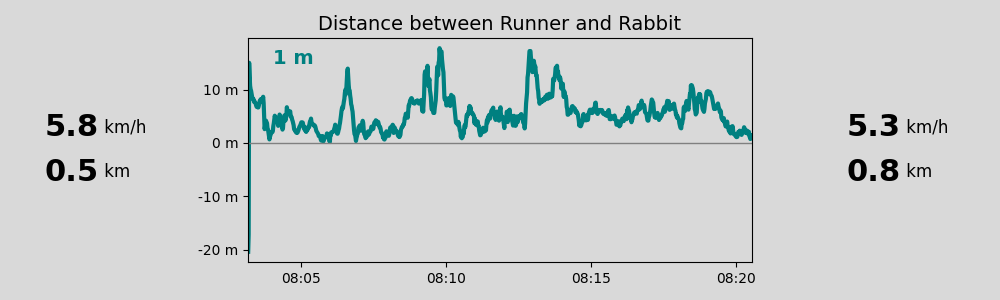 Distance between Runner and Rabbit
1 m
10 m
0 m
-10 m
-20 m
08:05 08:10 08:15 08:20
5.8 km/h
0.5 km
5.3 km/h
0.8 km